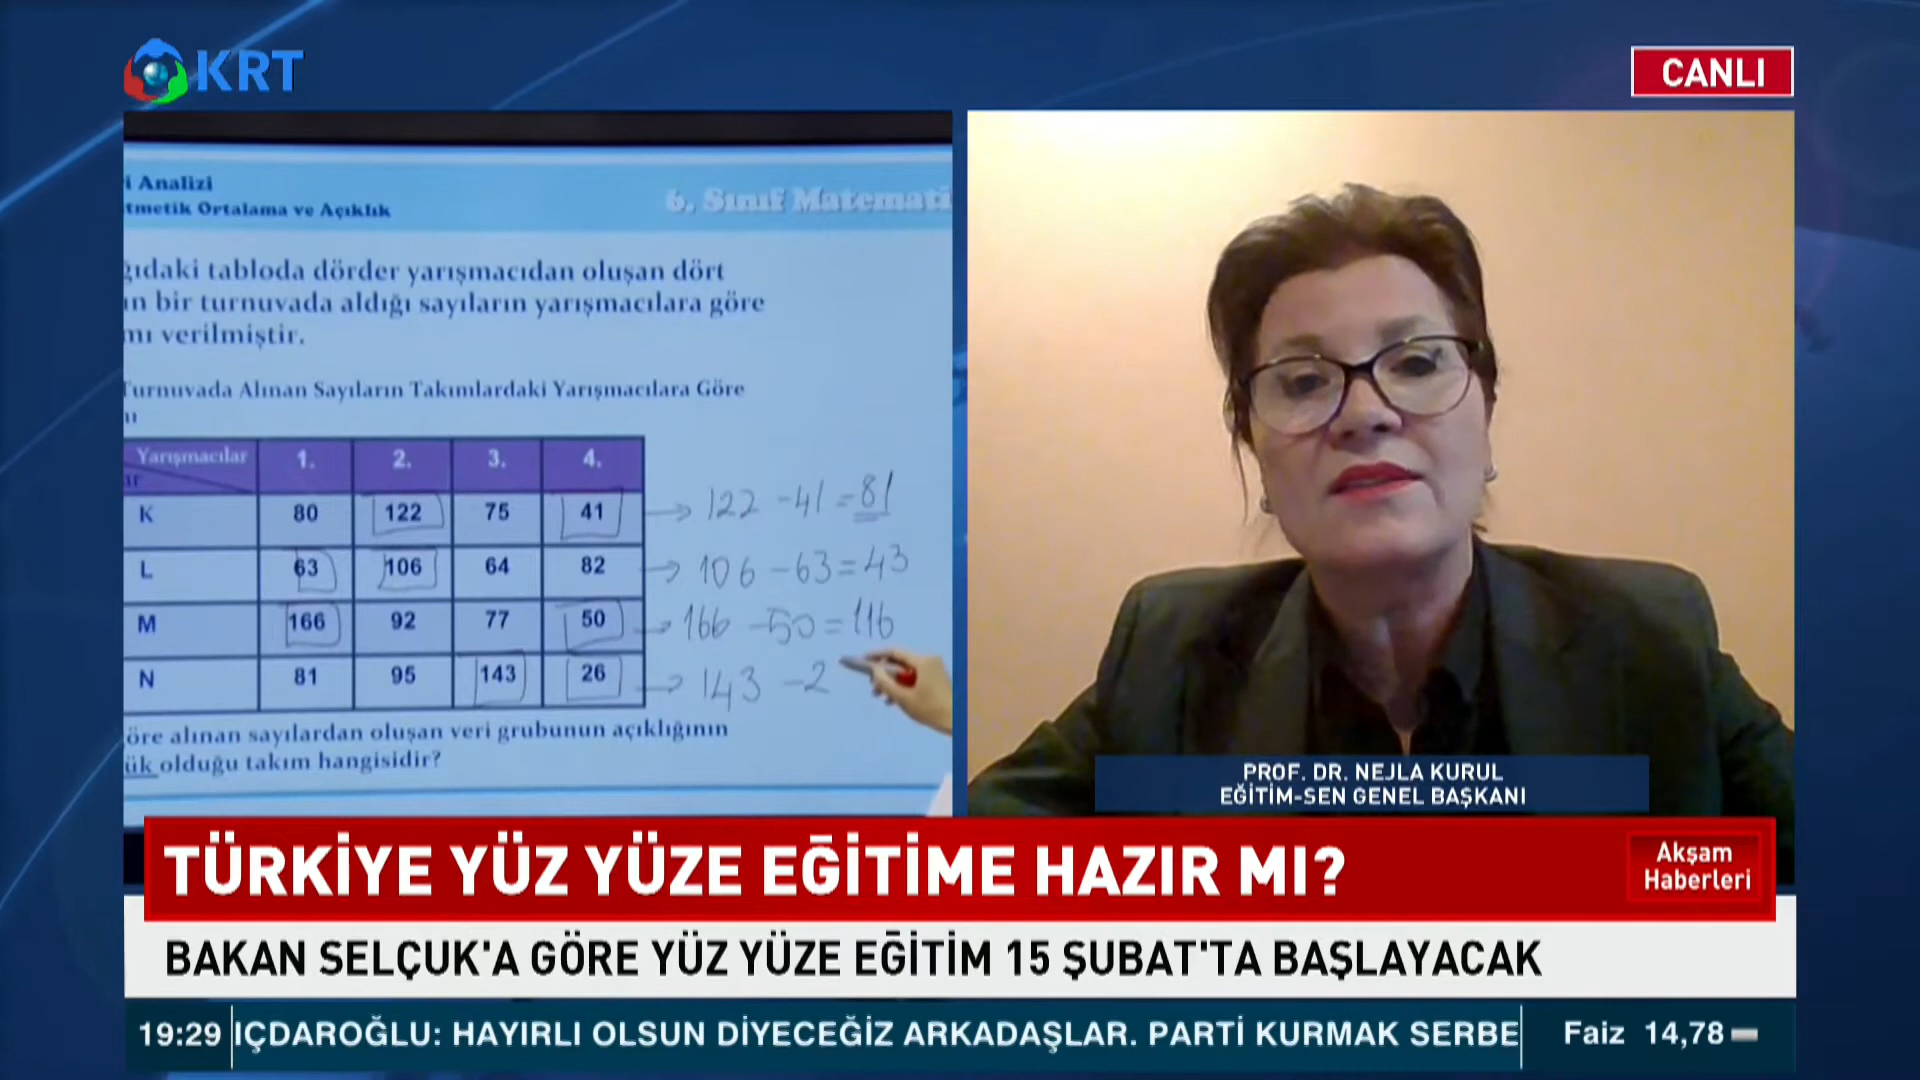 KRT
CANLI
i Analizi
tmetik Ortalama ve Açıklık
6. Sınıf Matemati
ğıdaki tabloda dörder yarışmacıdan oluşan dört
n bir turnuvada aldığı sayıların yarışmacılara göre
mı verilmiştir.
Turnuvada Alınan Sayıların Takımlardaki Yarışmacılara Göre
Yarışmacılar 1. 2. 3. 4.
K 80 122 75 41 → 122 - 41 = 81
L 63 106 64 82 → 106 - 63 = 43
M 166 92 77 50 → 166 - 50 = 116
N 81 95 143 26 → 143 - 2
öre alınan sayılardan oluşan veri grubunun açıklığının
ük olduğu takım hangisidir?
PROF. DR. NEJLA KURUL
EĞİTİM-SEN GENEL BAŞKANI
TÜRKİYE YÜZ YÜZE EĞİTİME HAZIR MI?
Akşam
Haberleri
BAKAN SELÇUK'A GÖRE YÜZ YÜZE EĞİTİM 15 ŞUBAT'TA BAŞLAYACAK
19:29 IÇDAROĞLU: HAYIRLI OLSUN DİYECEĞİZ ARKADAŞLAR. PARTİ KURMAK SERBE Faiz 14,78